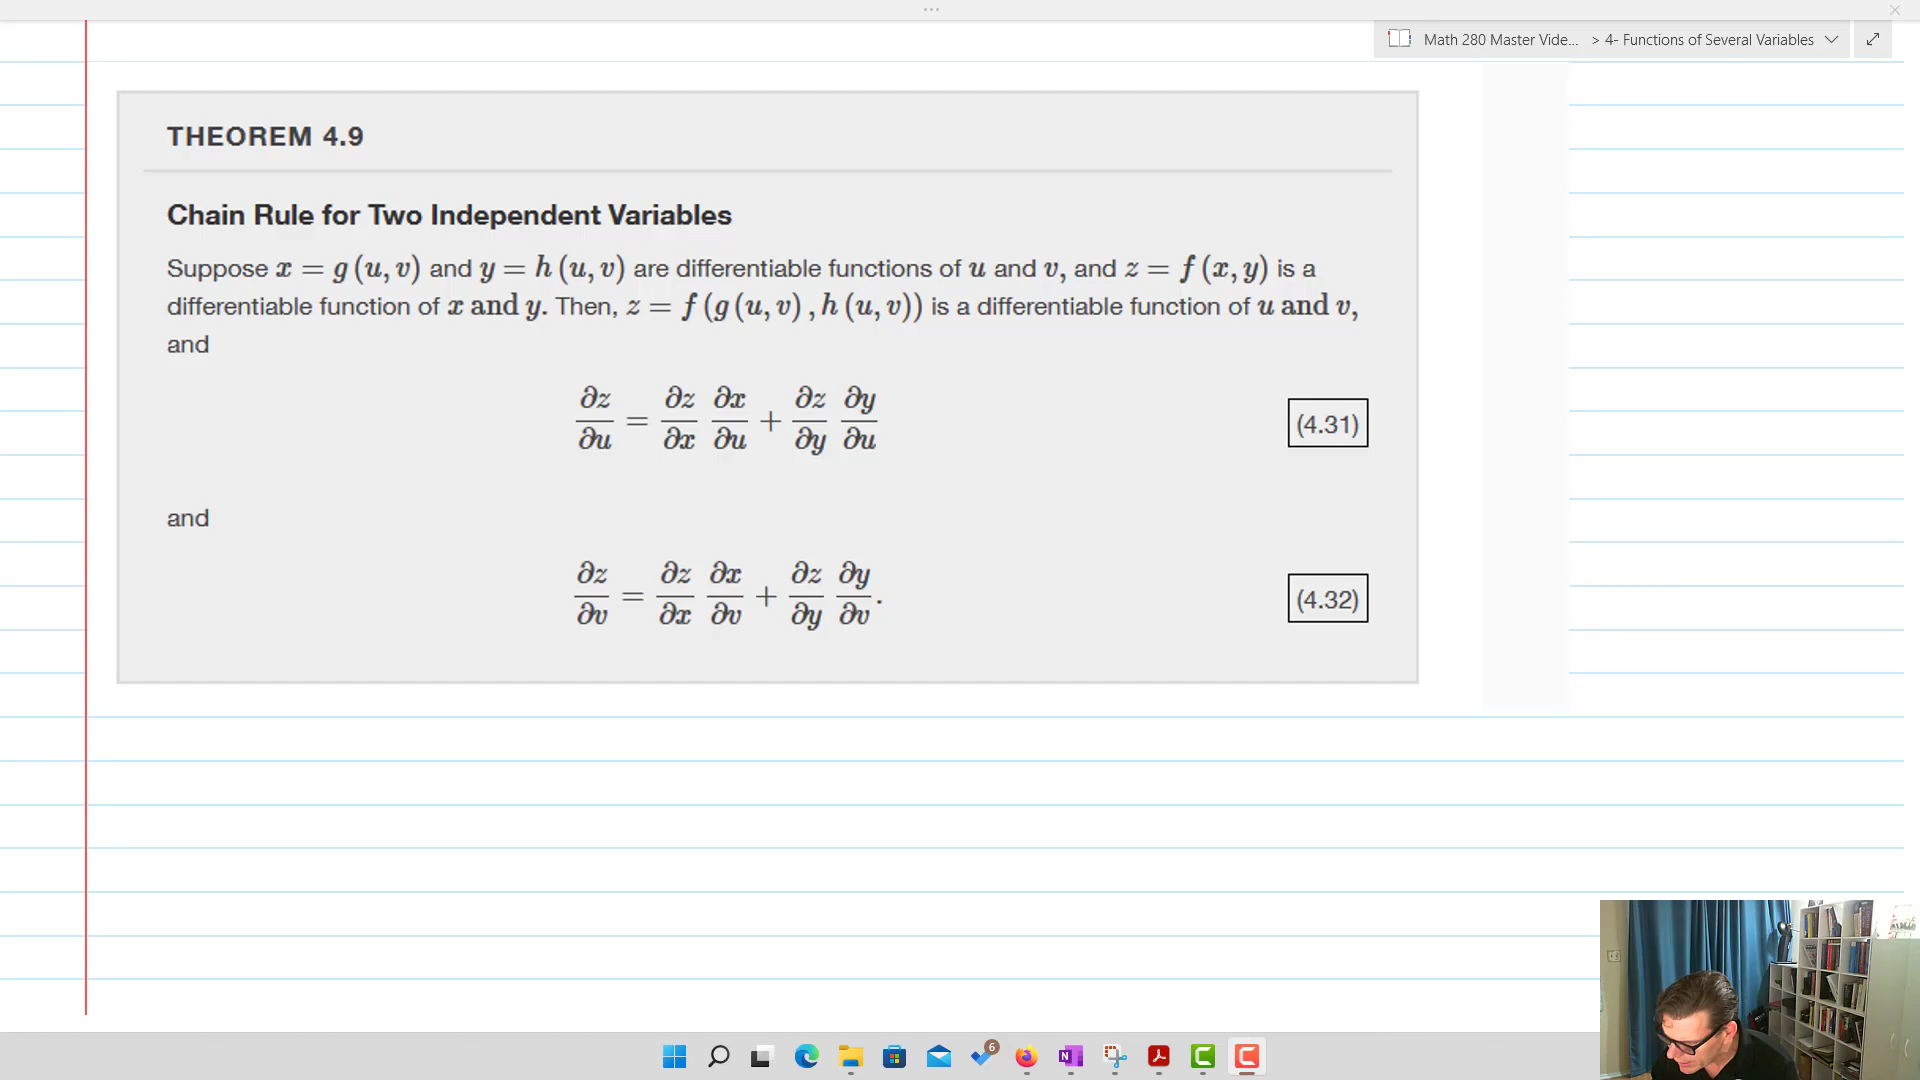 Math 280 Master Vide... > 4- Functions of Several Variables
THEOREM 4.9
Chain Rule for Two Independent Variables
Suppose x = g (u, v) and y = h (u, v) are differentiable functions of u and v, and z = f (x, y) is a
differentiable function of x and y. Then, z = f (g (u, v) , h (u, v)) is a differentiable function of u and v,
and
∂z/∂u = ∂z/∂x ∂x/∂u + ∂z/∂y ∂y/∂u (4.31)
and
∂z/∂v = ∂z/∂x ∂x/∂v + ∂z/∂y ∂y/∂v. (4.32)
6